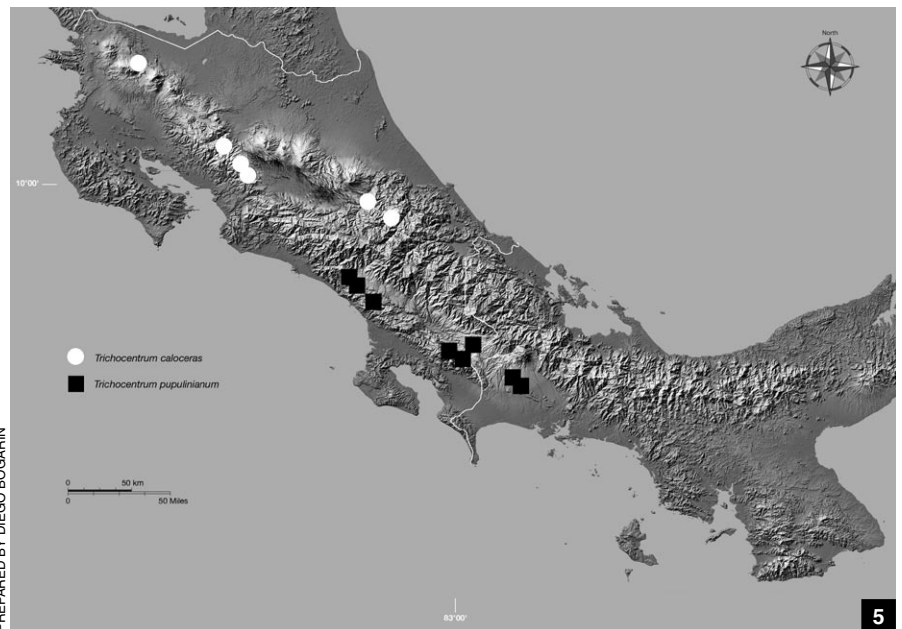 North
10°00'
Trichocentrum caloceras
Trichocentrum pupulinianum
0 50 km
0 50 Miles
83°00'
5
PREPARED BY DIEGO BOGARÍN